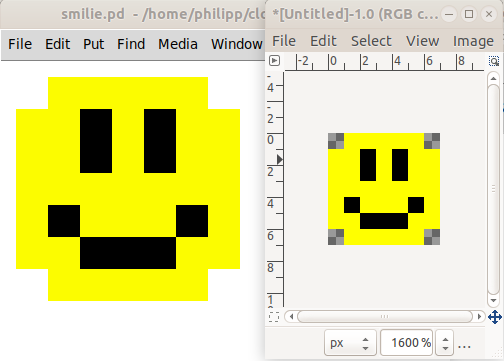 smilie.pd - /home/philipp/clo
File Edit Put Find Media Window
*[Untitled]-1.0 (RGB c...
File Edit Select View Image
-2 0 2 4 6 8
-4
-2
0
2
4
6
8
1
px 1600 % ...